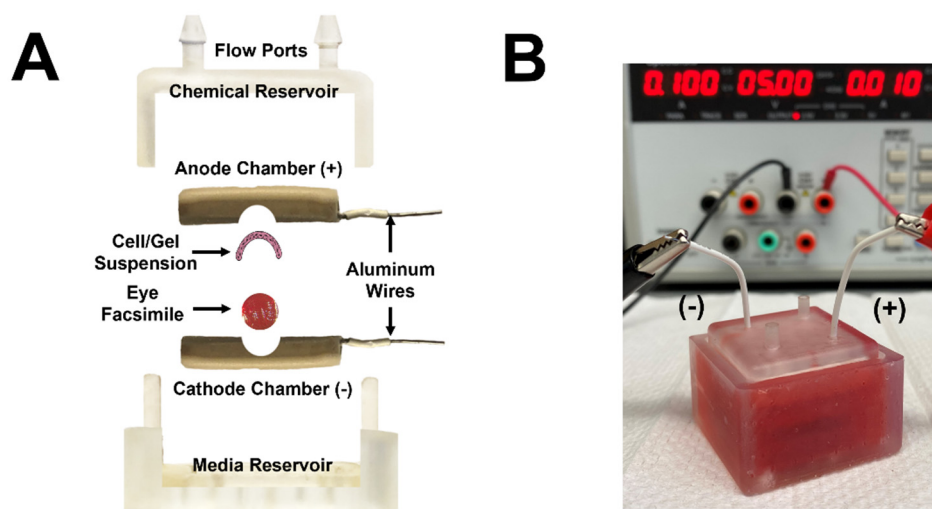 A
Flow Ports
Chemical Reservoir
Anode Chamber (+)
Cell/Gel
Suspension
Eye
Facsimile
Aluminum
Wires
Cathode Chamber (-)
Media Reservoir
B
0.100 05.00 0.010
(-)
(+)